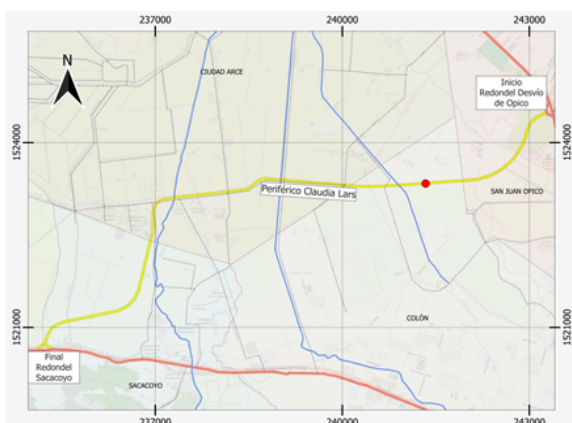 237000 240000 243000
N
CIUDAD ARCE
Inicio
Redondel Desvío
de Opico
1524000
1524000
Periférico Claudia Lars
SAN JUAN OPICO
COLÓN
1521000
1521000
Final
Redondel
Sacacoyo
SACACOYO
237000 240000 243000